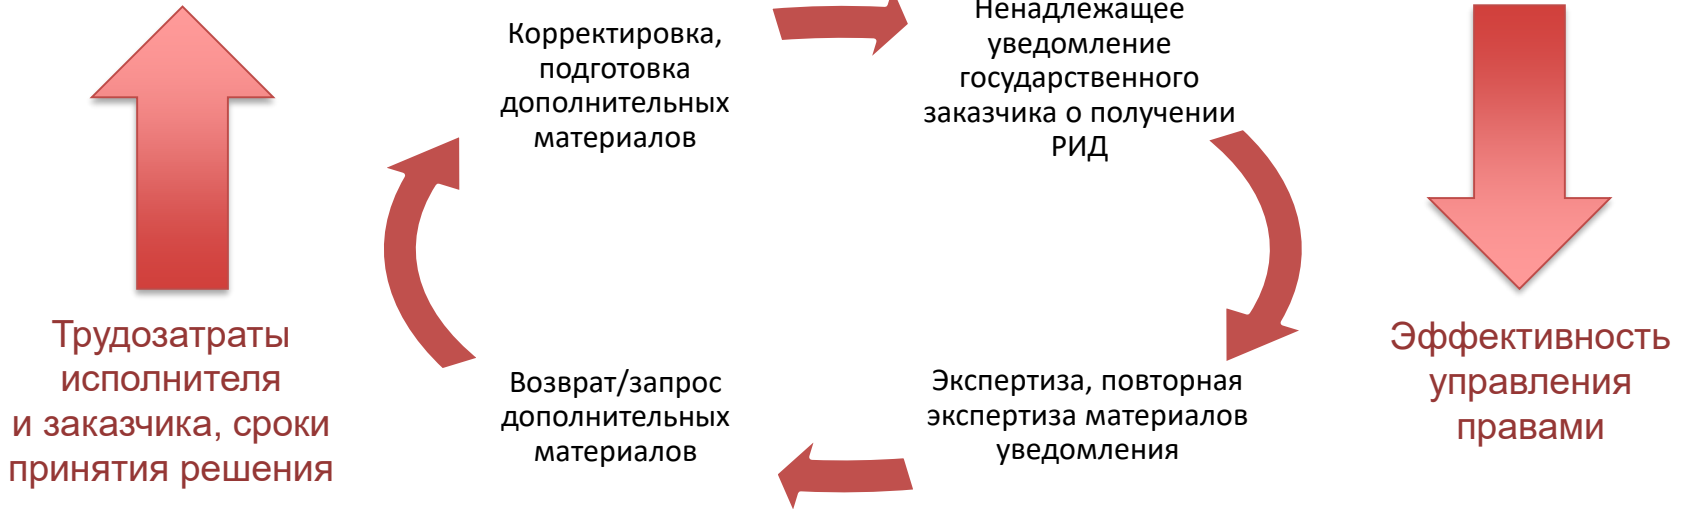 Корректировка,
подготовка
дополнительных
материалов
Ненадлежащее
уведомление
государственного
заказчика о получении
РИД
Экспертиза, повторная
экспертиза материалов
уведомления
Возврат/запрос
дополнительных
материалов
Трудозатраты
исполнителя
и заказчика, сроки
принятия решения
Эффективность
управления
правами